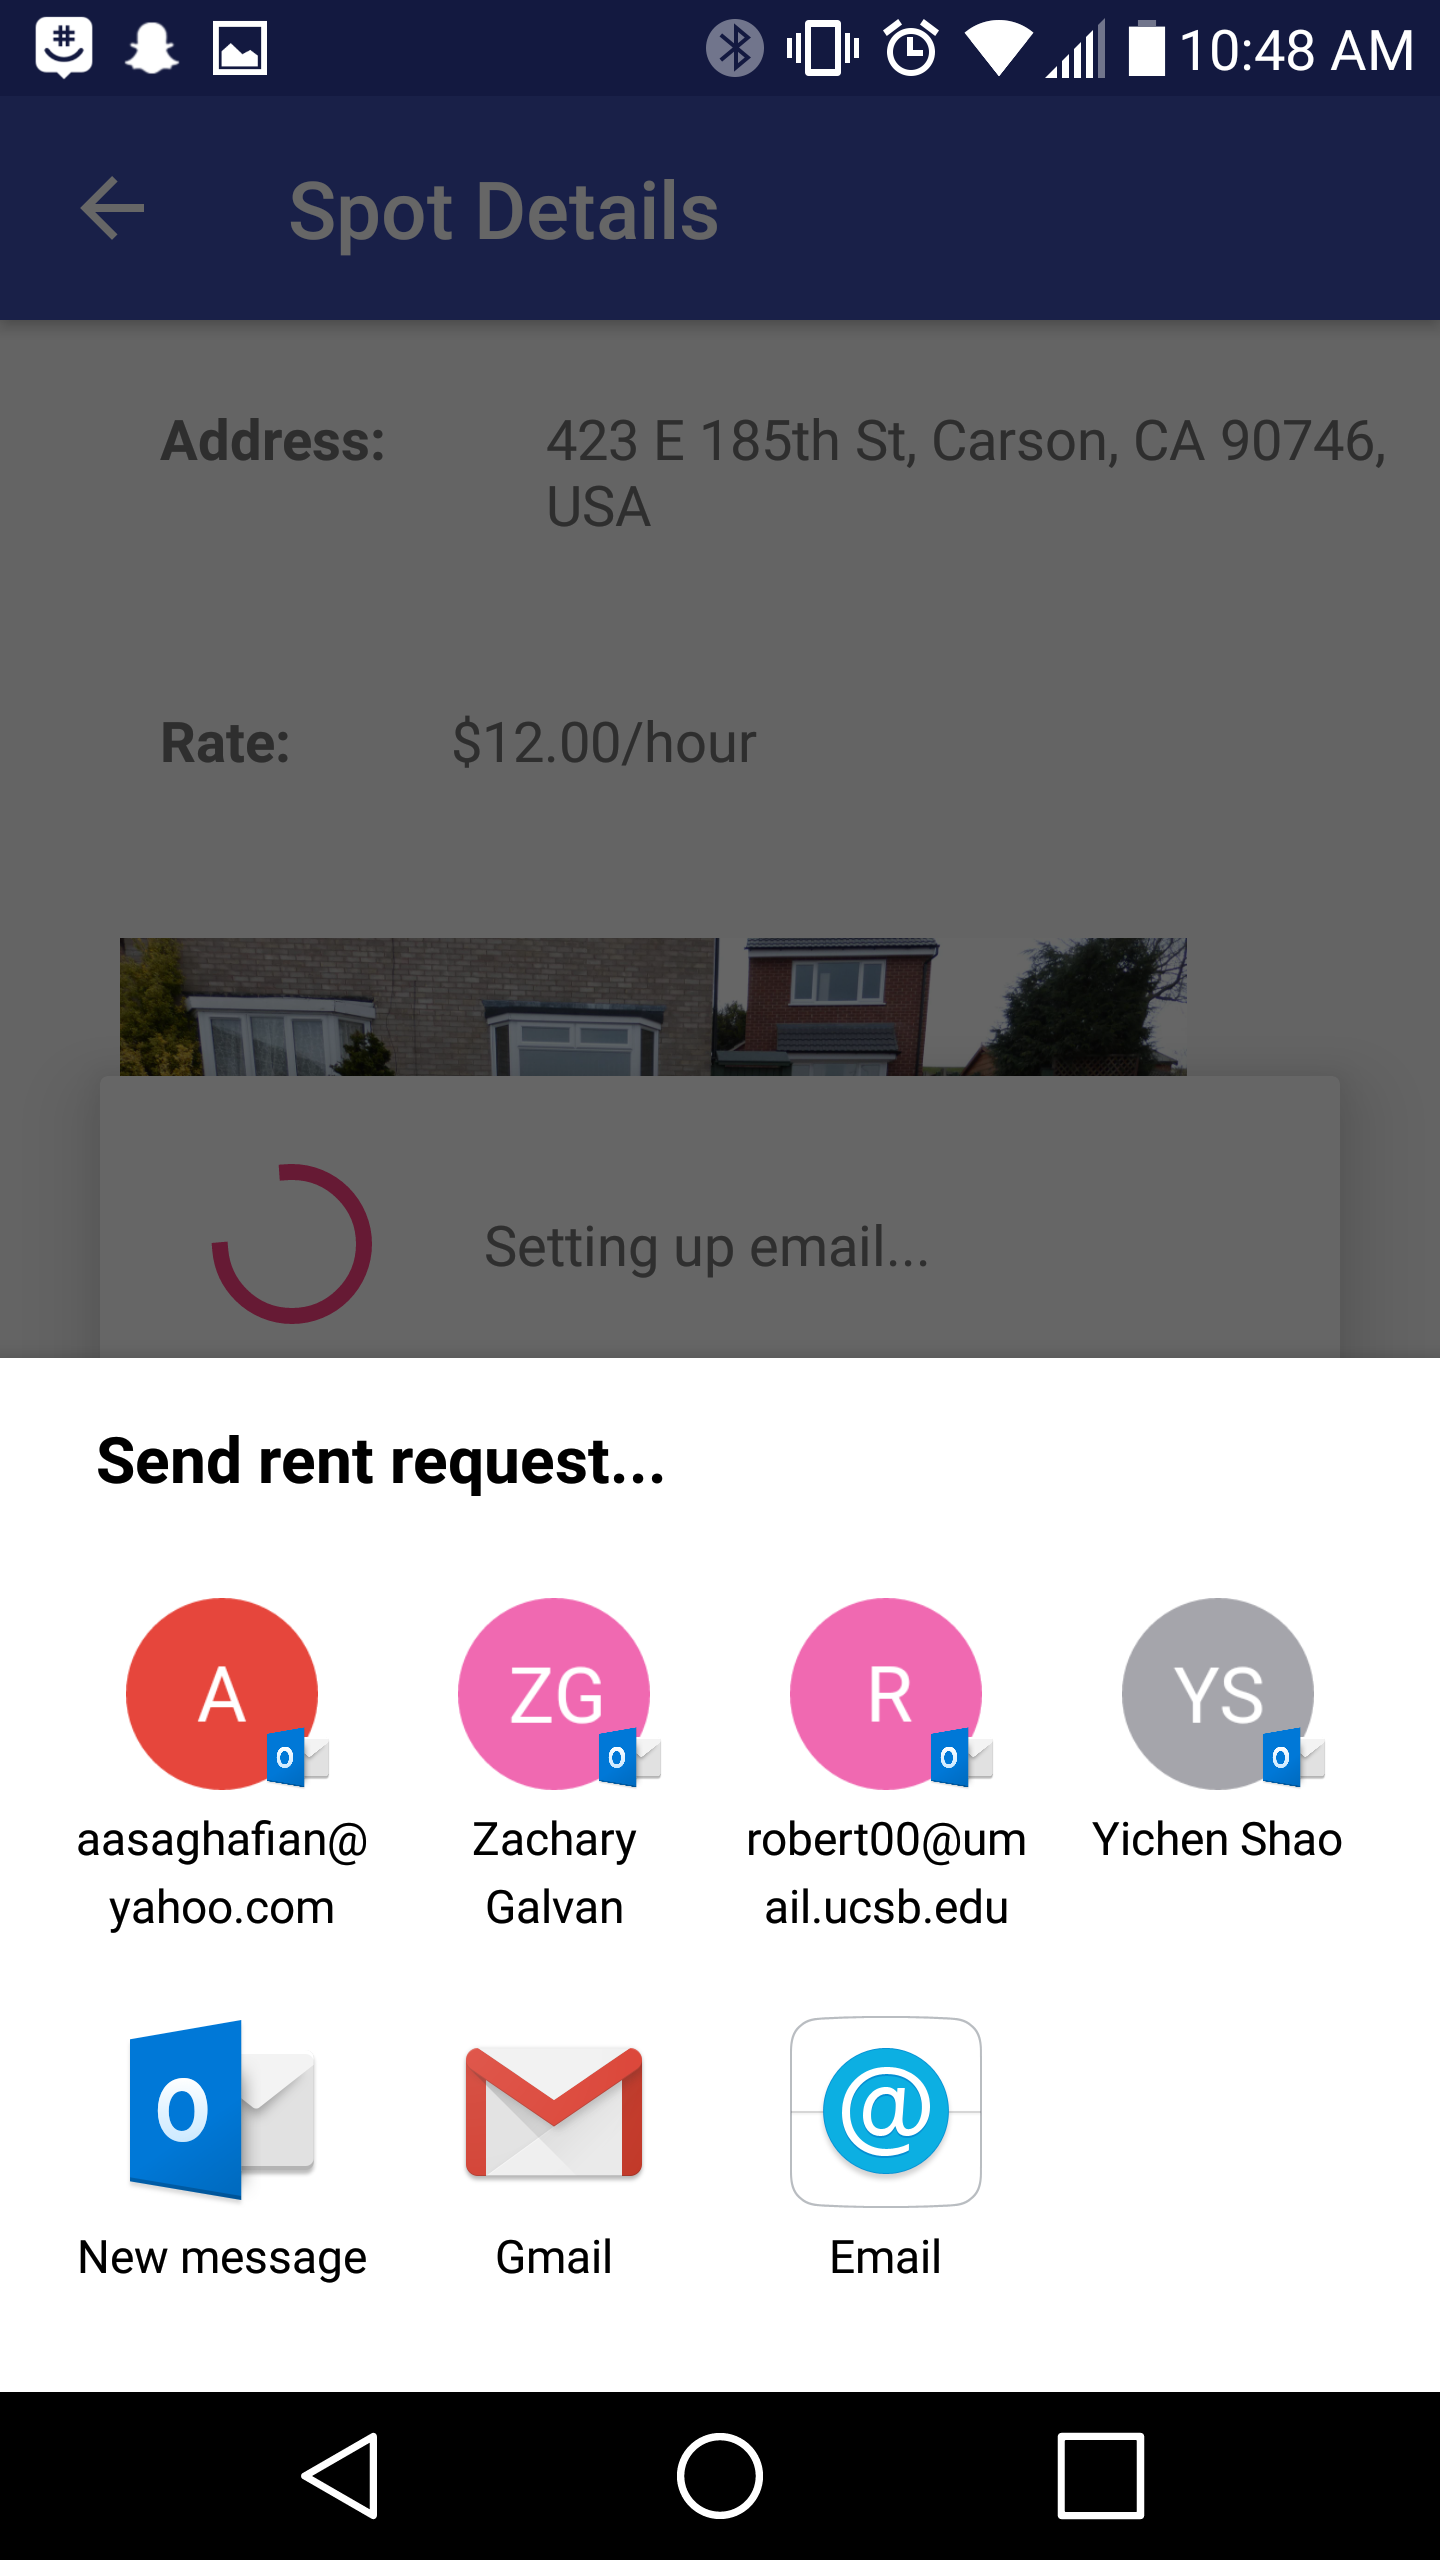 10:48 AM
Spot Details
Address: 423 E 185th St, Carson, CA 90746,
USA
Rate: $12.00/hour
Setting up email...
Send rent request...
A ZG R YS
aasaghafian@ Zachary robert00@um Yichen Shao
yahoo.com Galvan ail.ucsb.edu
New message Gmail Email